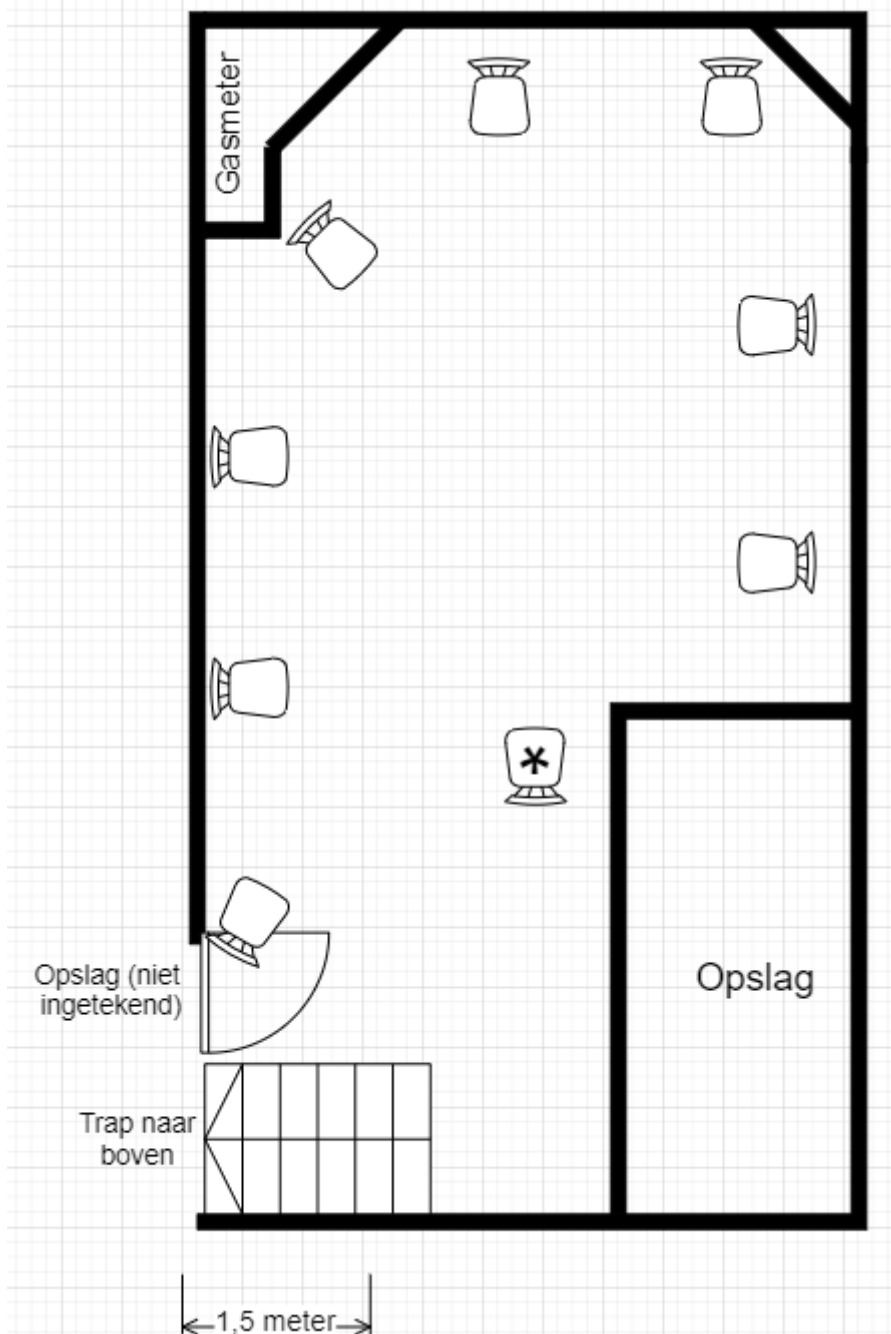 Gasmeter
*
Opslag (niet
ingetekend)
Opslag
Trap naar
boven
1,5 meter